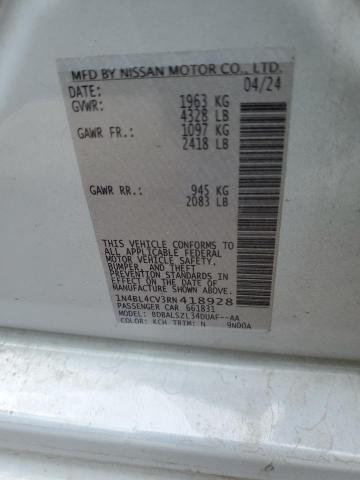 MFD BY NISSAN MOTOR CO., LTD.
DATE: 04/24
GVWR: 1963 KG
4328 LB
GAWR FR.: 1097 KG
2418 LB
GAWR RR.: 945 KG
2083 LB
THIS VEHICLE CONFORMS TO
ALL APPLICABLE FEDERAL
MOTOR VEHICLE SAFETY,
BUMPER, AND THEFT
PREVENTION STANDARDS IN
EFFECT ON THE DATE OF
MANUFACTURE SHOWN ABOVE.
1N4BL4CV3RN418928
PASSENGER CAR 661831
MODEL: BDBALSZL34DUAF--AA
COLOR: KCH TRIM: N 9N00A